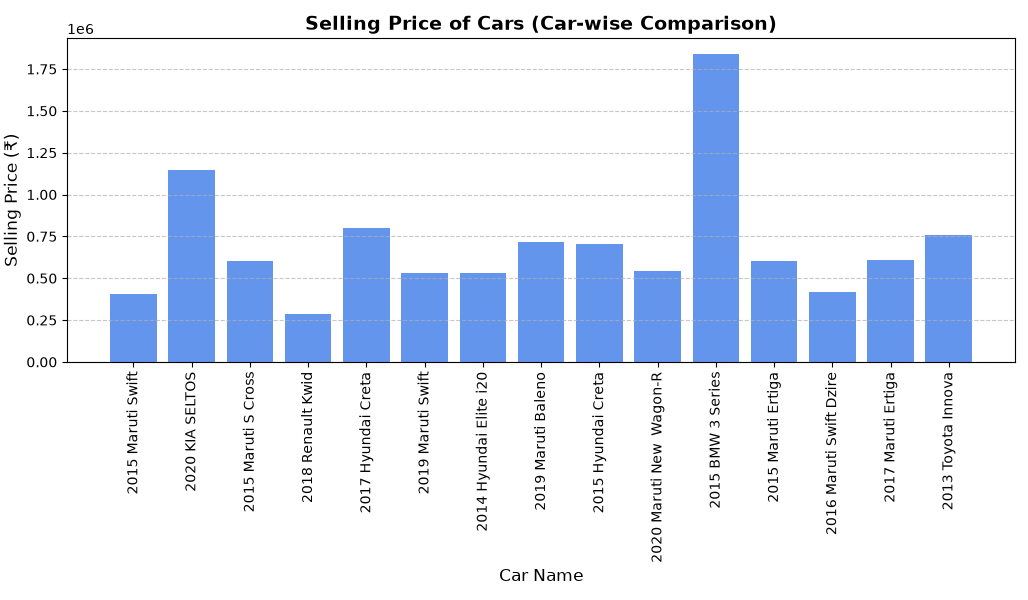 Selling Price of Cars (Car-wise Comparison)
1e6
1.75
1.50
1.25
1.00
0.75
0.50
0.25
0.00
Selling Price (₹)
2015 Maruti Swift
2020 KIA SELTOS
2015 Maruti S Cross
2018 Renault Kwid
2017 Hyundai Creta
2019 Maruti Swift
2014 Hyundai Elite i20
2019 Maruti Baleno
2015 Hyundai Creta
2020 Maruti New  Wagon-R
2015 BMW 3 Series
2015 Maruti Ertiga
2016 Maruti Swift Dzire
2017 Maruti Ertiga
2013 Toyota Innova
Car Name